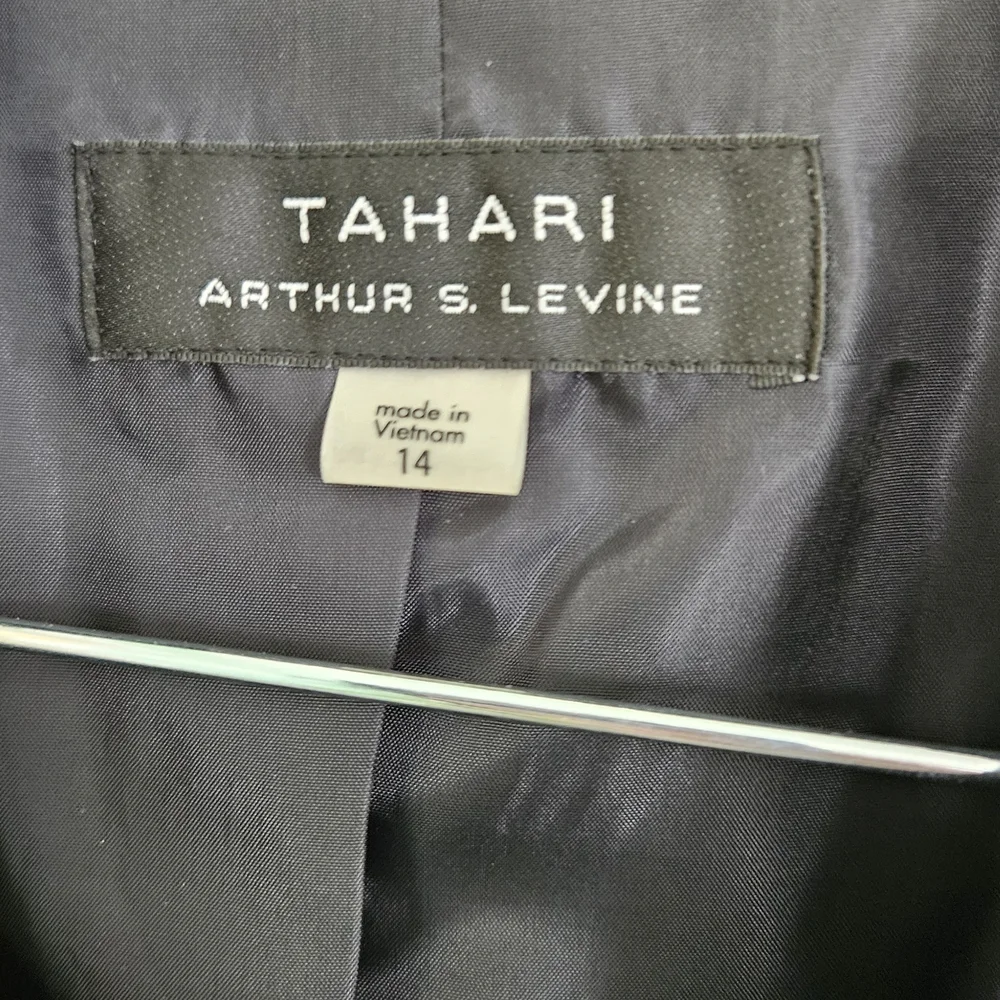 TAHARI
ARTHUR S. LEVINE
made in
Vietnam
14